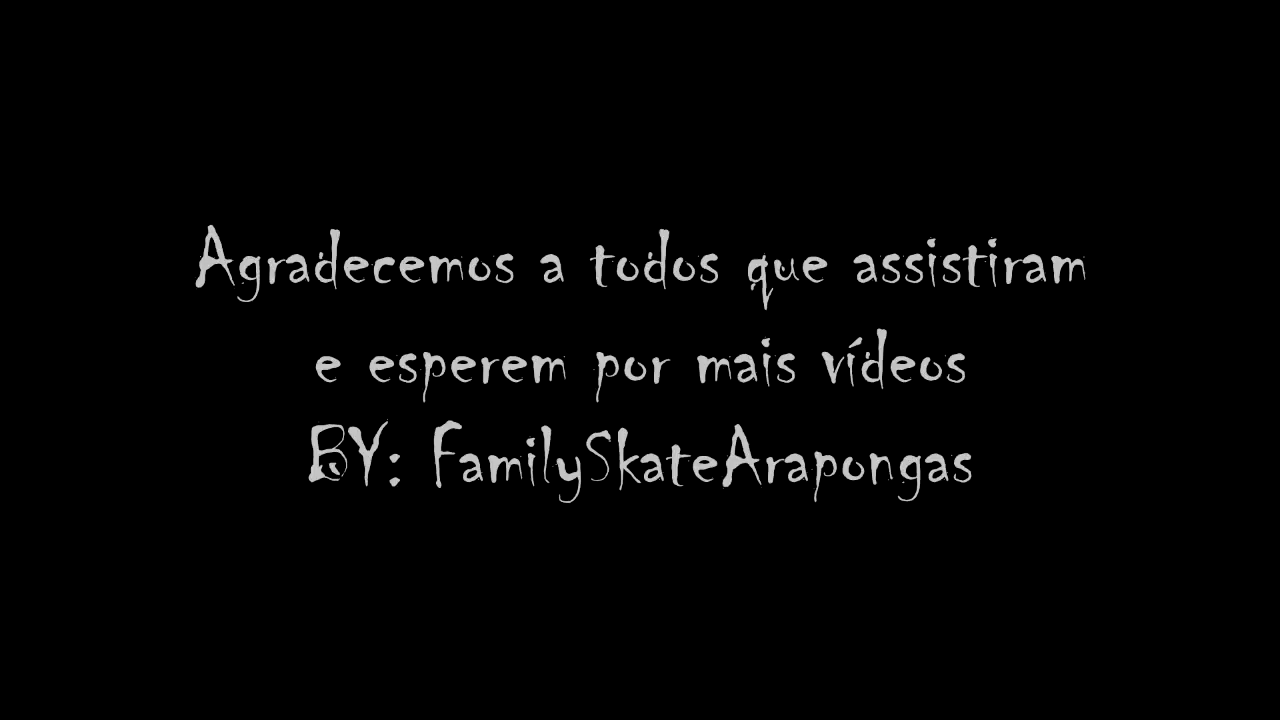 Agradecemos a todos que assistiram
e esperem por mais vídeos
BY: FamilySkateArapongas